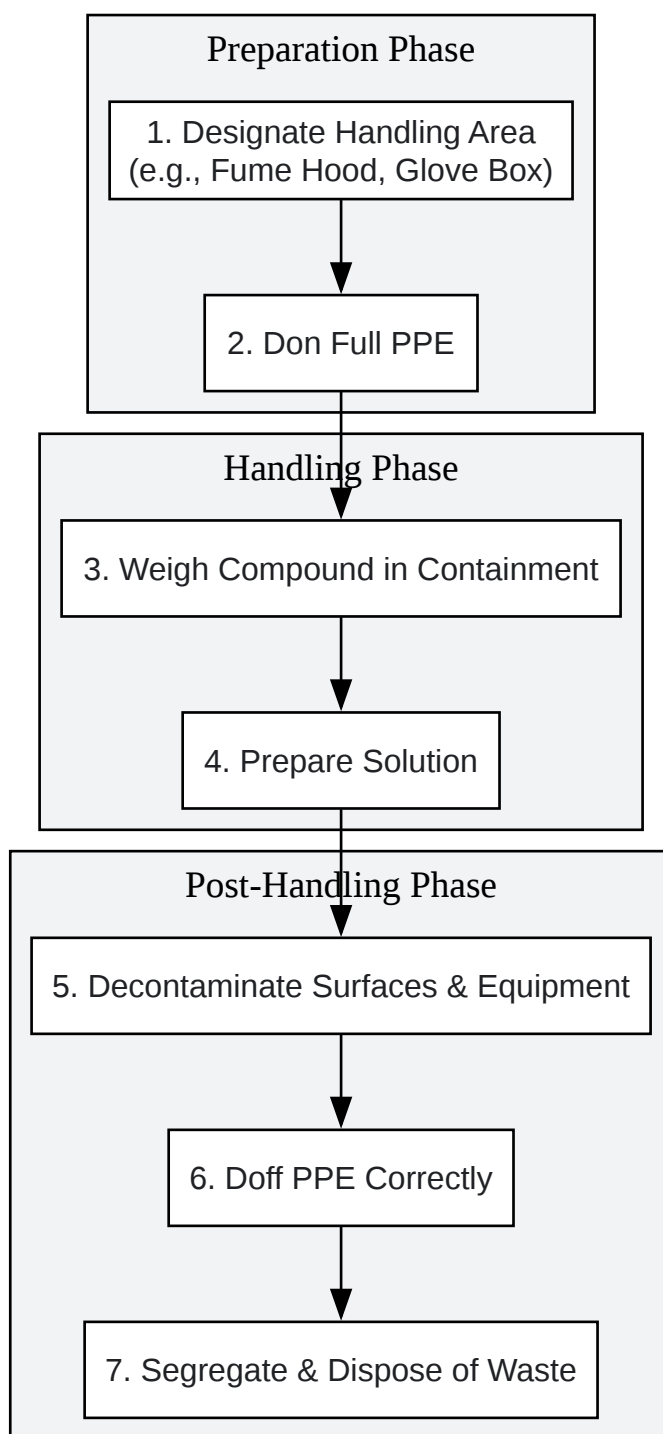 Preparation Phase
1. Designate Handling Area
(e.g., Fume Hood, Glove Box)
2. Don Full PPE
Handling Phase
3. Weigh Compound in Containment
4. Prepare Solution
Post-Handling Phase
5. Decontaminate Surfaces & Equipment
6. Doff PPE Correctly
7. Segregate & Dispose of Waste